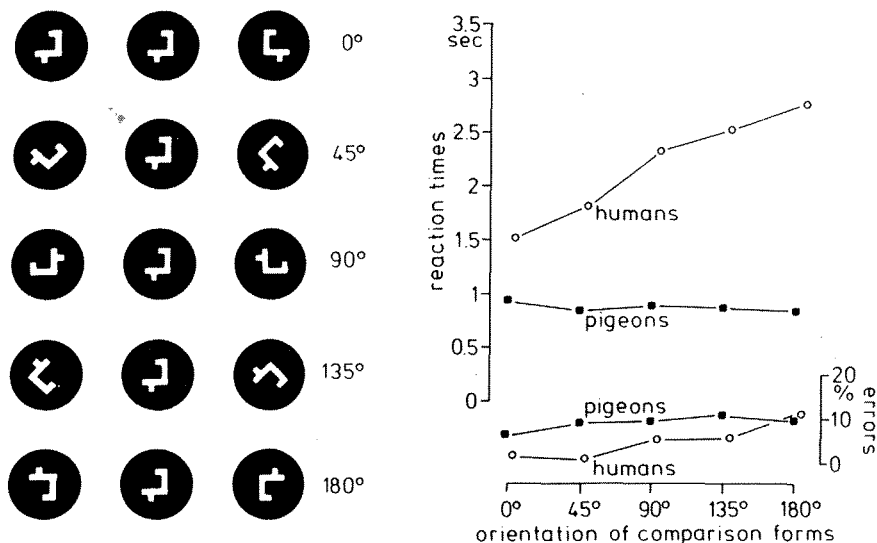 0°
45°
90°
135°
180°
3.5
sec
3
2.5
2
1.5
1
0.5
0
reaction times
humans
pigeons
pigeons
humans
20
%
10
0
errors
0° 45° 90° 135° 180°
orientation of comparison forms